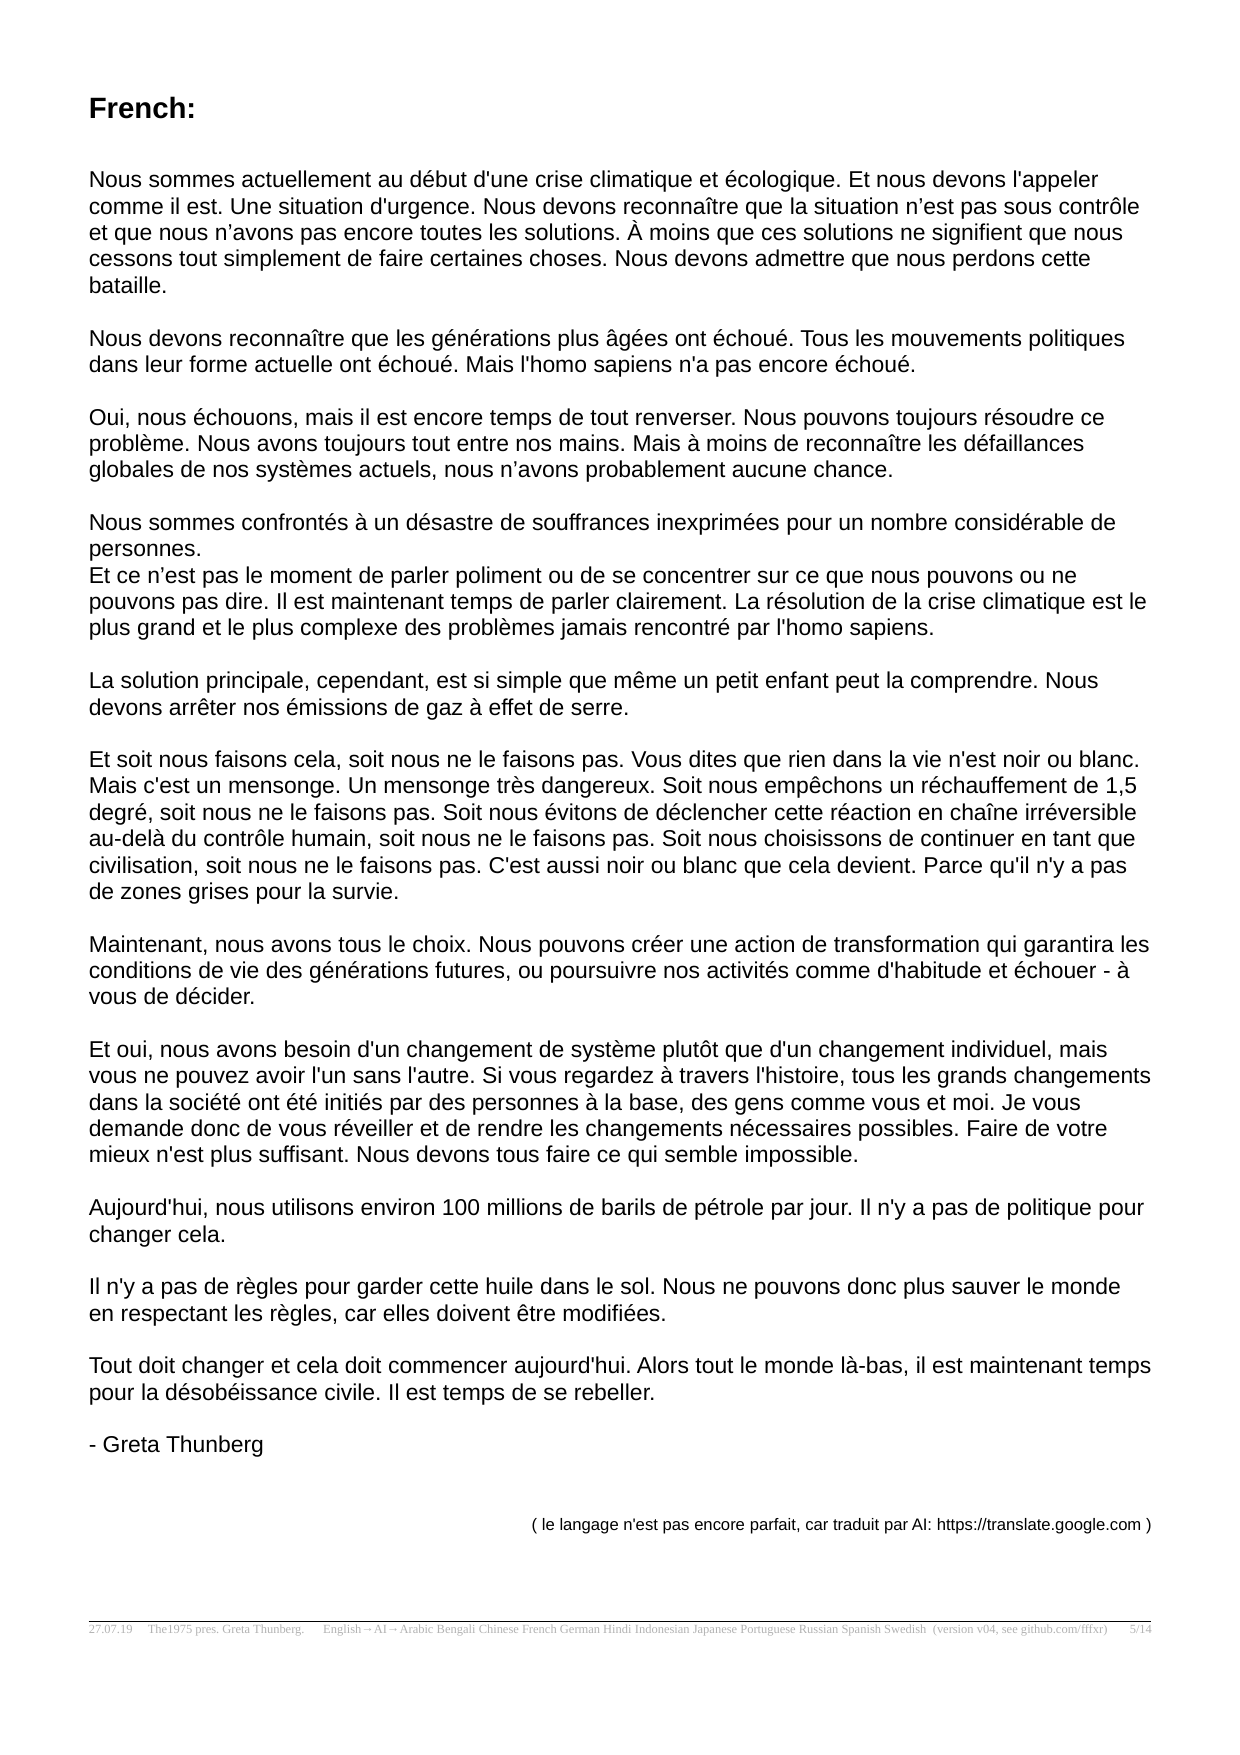 French:
Nous sommes actuellement au début d'une crise climatique et écologique. Et nous devons l'appeler
comme il est. Une situation d'urgence. Nous devons reconnaître que la situation n’est pas sous contrôle
et que nous n’avons pas encore toutes les solutions. À moins que ces solutions ne signifient que nous
cessons tout simplement de faire certaines choses. Nous devons admettre que nous perdons cette
bataille.
Nous devons reconnaître que les générations plus âgées ont échoué. Tous les mouvements politiques
dans leur forme actuelle ont échoué. Mais l'homo sapiens n'a pas encore échoué.
Oui, nous échouons, mais il est encore temps de tout renverser. Nous pouvons toujours résoudre ce
problème. Nous avons toujours tout entre nos mains. Mais à moins de reconnaître les défaillances
globales de nos systèmes actuels, nous n’avons probablement aucune chance.
Nous sommes confrontés à un désastre de souffrances inexprimées pour un nombre considérable de
personnes.
Et ce n’est pas le moment de parler poliment ou de se concentrer sur ce que nous pouvons ou ne
pouvons pas dire. Il est maintenant temps de parler clairement. La résolution de la crise climatique est le
plus grand et le plus complexe des problèmes jamais rencontré par l'homo sapiens.
La solution principale, cependant, est si simple que même un petit enfant peut la comprendre. Nous
devons arrêter nos émissions de gaz à effet de serre.
Et soit nous faisons cela, soit nous ne le faisons pas. Vous dites que rien dans la vie n'est noir ou blanc.
Mais c'est un mensonge. Un mensonge très dangereux. Soit nous empêchons un réchauffement de 1,5
degré, soit nous ne le faisons pas. Soit nous évitons de déclencher cette réaction en chaîne irréversible
au-delà du contrôle humain, soit nous ne le faisons pas. Soit nous choisissons de continuer en tant que
civilisation, soit nous ne le faisons pas. C'est aussi noir ou blanc que cela devient. Parce qu'il n'y a pas
de zones grises pour la survie.
Maintenant, nous avons tous le choix. Nous pouvons créer une action de transformation qui garantira les
conditions de vie des générations futures, ou poursuivre nos activités comme d'habitude et échouer - à
vous de décider.
Et oui, nous avons besoin d'un changement de système plutôt que d'un changement individuel, mais
vous ne pouvez avoir l'un sans l'autre. Si vous regardez à travers l'histoire, tous les grands changements
dans la société ont été initiés par des personnes à la base, des gens comme vous et moi. Je vous
demande donc de vous réveiller et de rendre les changements nécessaires possibles. Faire de votre
mieux n'est plus suffisant. Nous devons tous faire ce qui semble impossible.
Aujourd'hui, nous utilisons environ 100 millions de barils de pétrole par jour. Il n'y a pas de politique pour
changer cela.
Il n'y a pas de règles pour garder cette huile dans le sol. Nous ne pouvons donc plus sauver le monde
en respectant les règles, car elles doivent être modifiées.
Tout doit changer et cela doit commencer aujourd'hui. Alors tout le monde là-bas, il est maintenant temps
pour la désobéissance civile. Il est temps de se rebeller.
- Greta Thunberg
( le langage n'est pas encore parfait, car traduit par AI: https://translate.google.com )
27.07.19 The1975 pres. Greta Thunberg. English→AI→Arabic Bengali Chinese French German Hindi Indonesian Japanese Portuguese Russian Spanish Swedish (version v04, see github.com/fffxr) 5/14